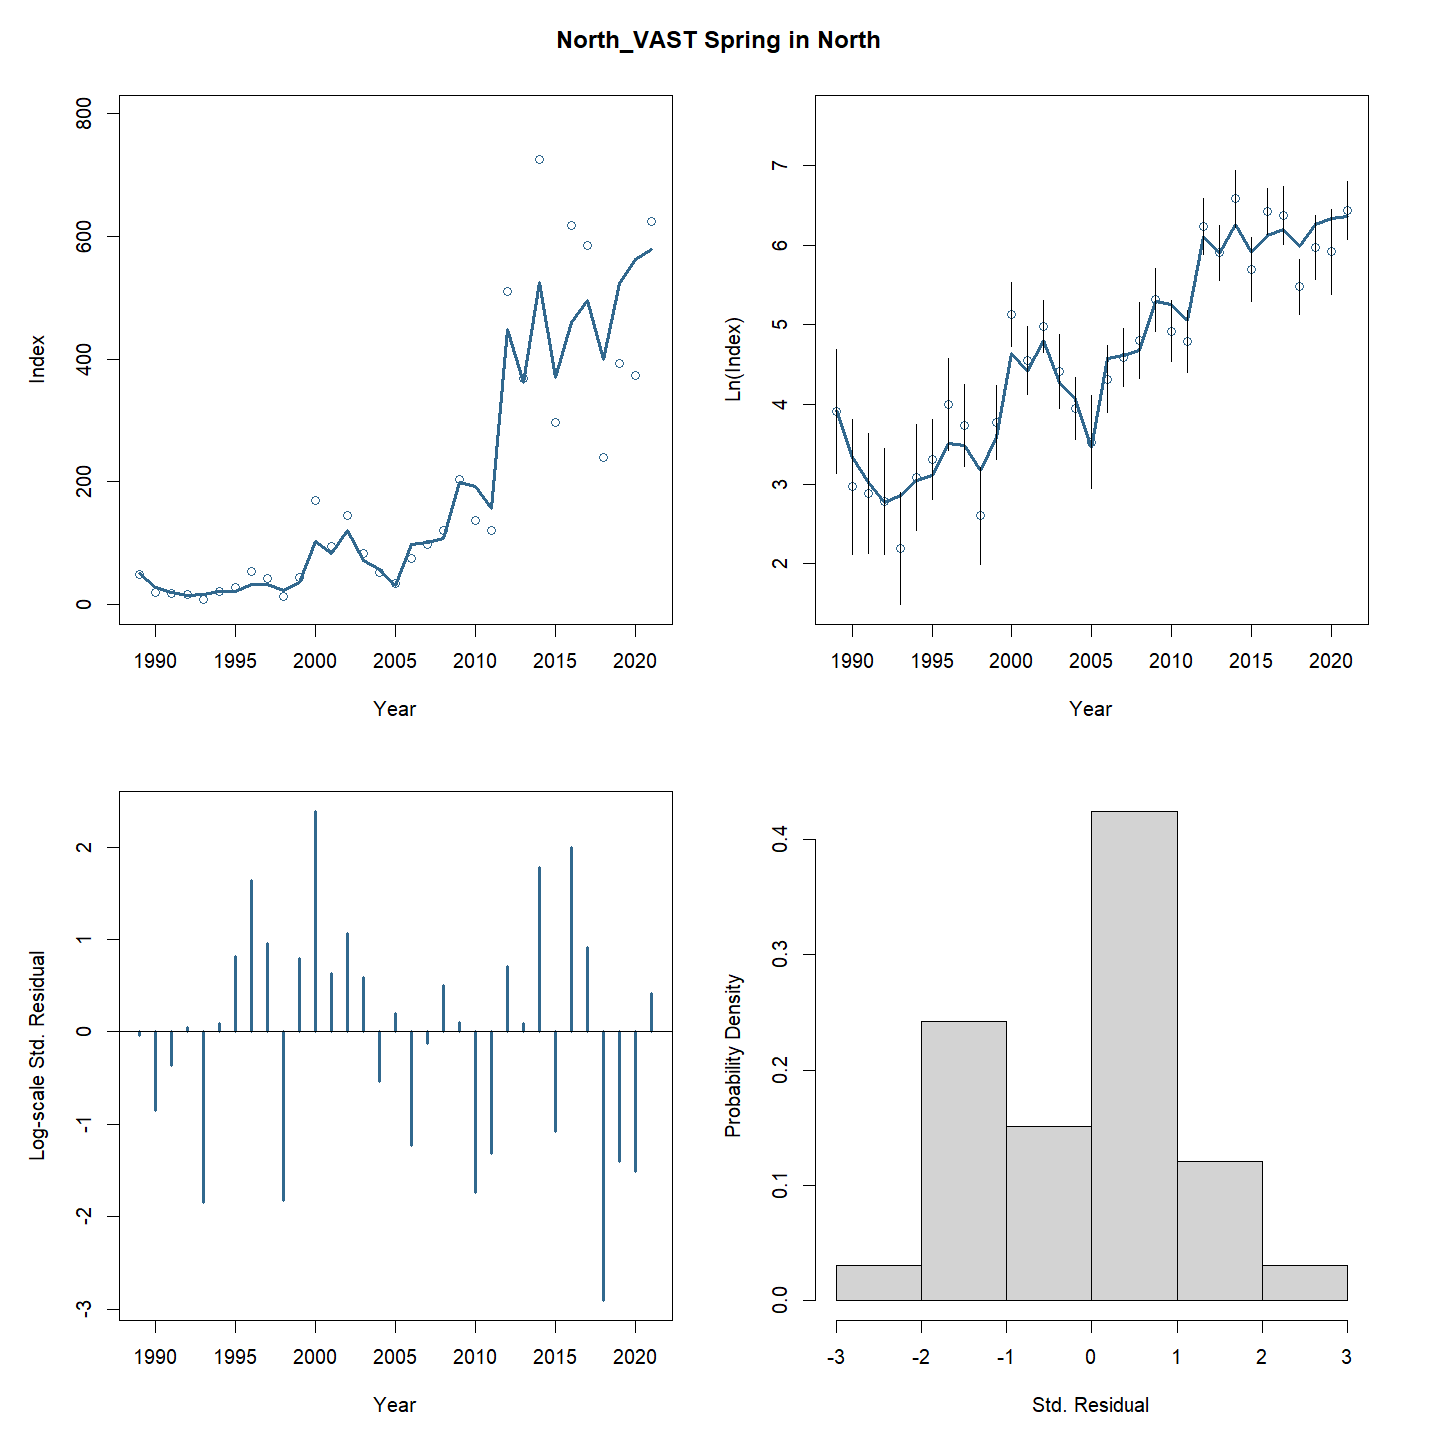 North_VAST Spring in North
Index
0 200 400 600 800
1990 1995 2000 2005 2010 2015 2020
Year
Ln(Index)
2 3 4 5 6 7
1990 1995 2000 2005 2010 2015 2020
Year
Log-scale Std. Residual
-3 -2 -1 0 1 2
1990 1995 2000 2005 2010 2015 2020
Year
Probability Density
0.0 0.1 0.2 0.3 0.4
-3 -2 -1 0 1 2 3
Std. Residual